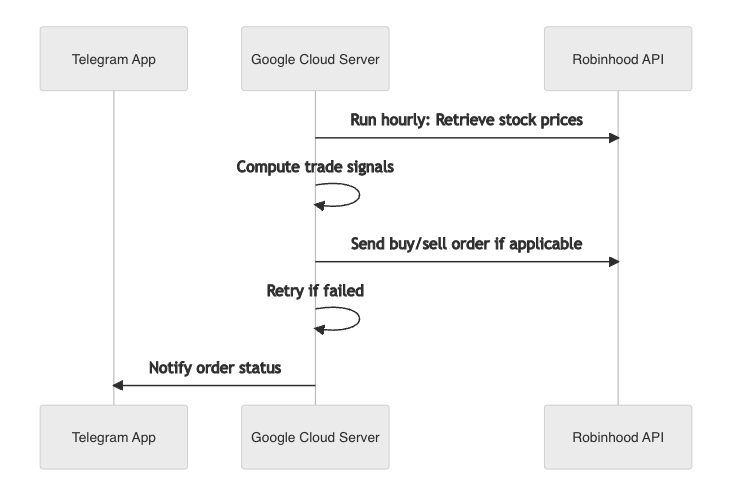 Telegram App
Google Cloud Server
Robinhood API
Run hourly: Retrieve stock prices
Compute trade signals
Send buy/sell order if applicable
Retry if failed
Notify order status
Telegram App
Google Cloud Server
Robinhood API